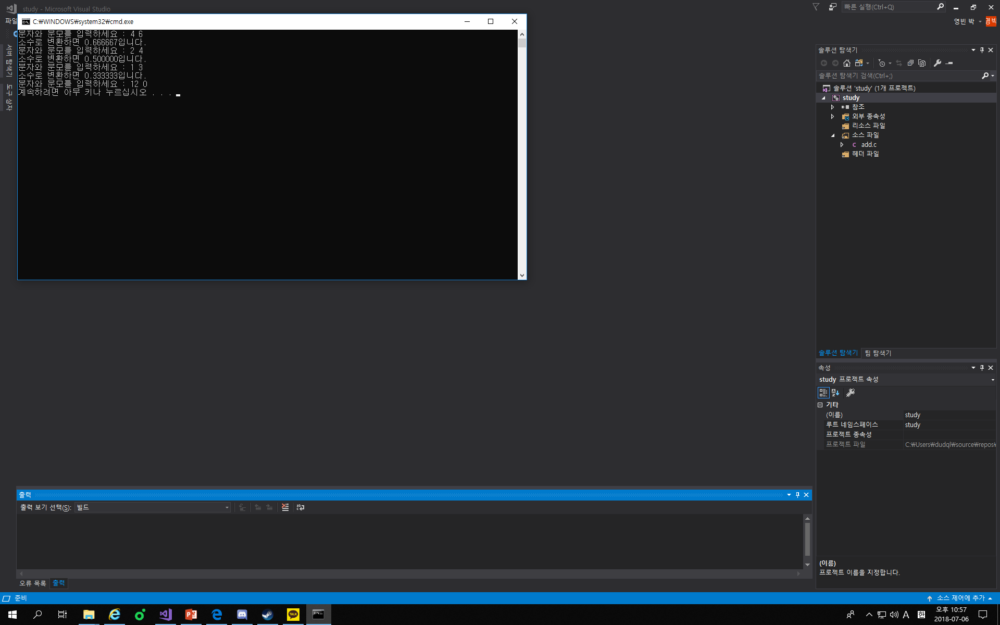 study - Microsoft Visual Studio
빠른 실행(Ctrl+Q)
파일
영빈 박
영박
C:₩WINDOWS₩system32₩cmd.exe
분자와 분모를 입력하세요 : 4 6
소수로 변환하면 0.666667입니다.
분자와 분모를 입력하세요 : 2 4
소수로 변환하면 0.500000입니다.
분자와 분모를 입력하세요 : 1 3
소수로 변환하면 0.333333입니다.
분자와 분모를 입력하세요 : 12 0
계속하려면 아무 키나 누르십시오 . . .
서버 탐색기
도구 상자
솔루션 탐색기
솔루션 탐색기 검색(Ctrl+;)
솔루션 'study' (1개 프로젝트)
study
참조
외부 종속성
리소스 파일
소스 파일
c add.c
헤더 파일
솔루션 탐색기 팀 탐색기
속성
study 프로젝트 속성
기타
(이름) study
루트 네임스페이스 study
프로젝트 종속성
프로젝트 파일 C:₩Users₩dudql₩source₩repos₩
(이름)
프로젝트 이름을 지정합니다.
출력
출력 보기 선택(S): 빌드
오류 목록 출력
준비
소스 제어에 추가
TALK
A
오후 10:57
2018-07-06